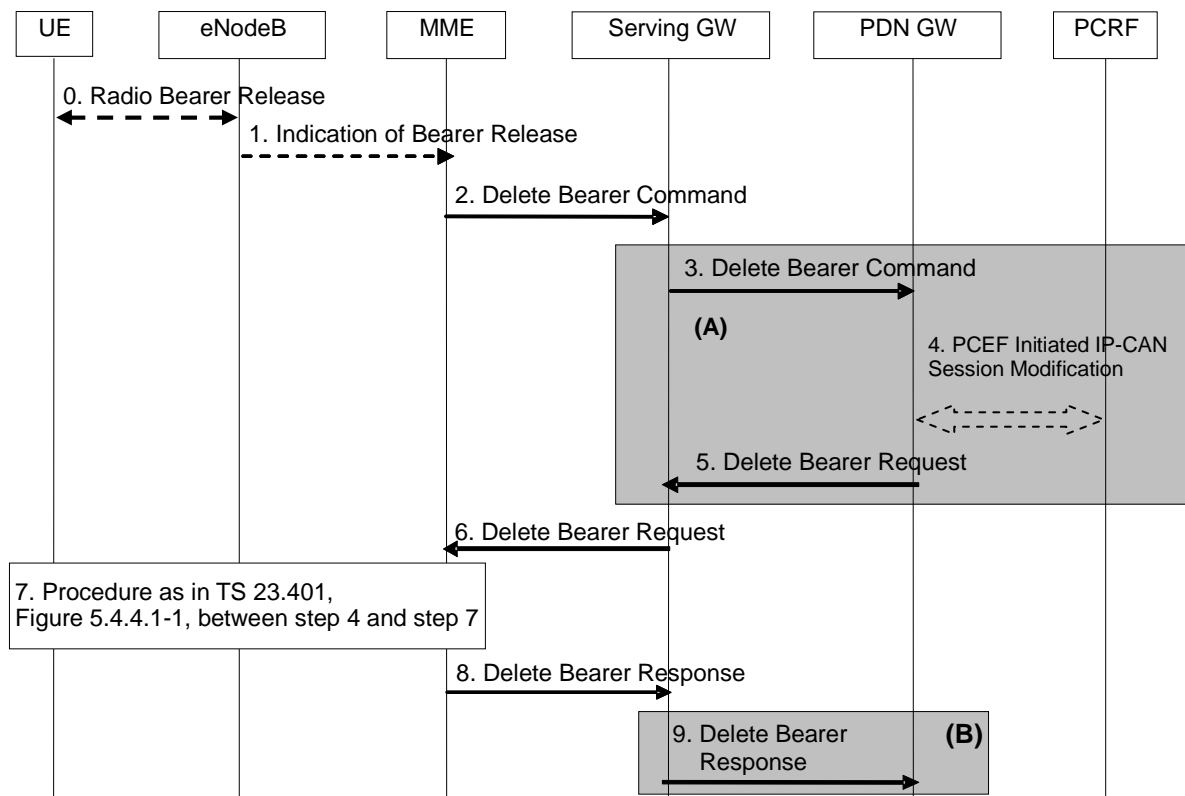 UE
eNodeB
MME
Serving GW
PDN GW
PCRF
0. Radio Bearer Release
1. Indication of Bearer Release
2. Delete Bearer Command
3. Delete Bearer Command
(A)
4. PCEF Initiated IP-CAN
Session Modification
5. Delete Bearer Request
6. Delete Bearer Request
7. Procedure as in TS 23.401,
Figure 5.4.4.1-1, between step 4 and step 7
8. Delete Bearer Response
9. Delete Bearer
Response
(B)